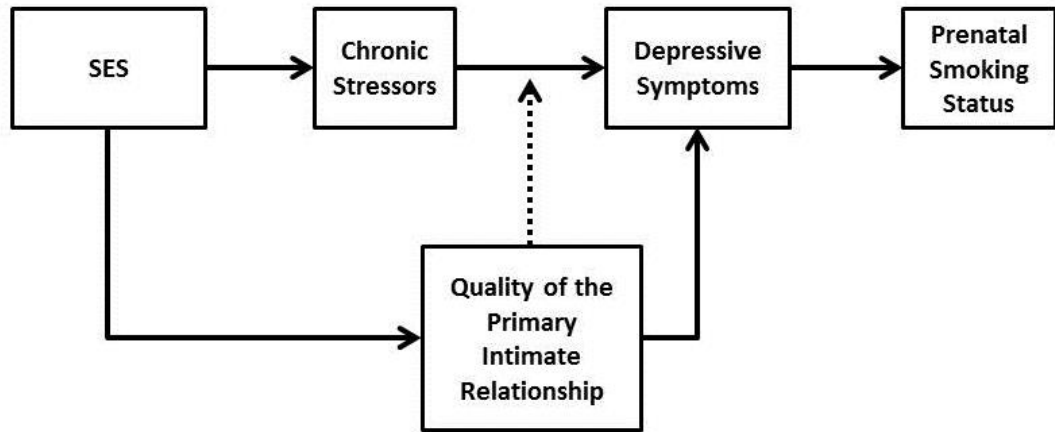 SES
Chronic
Stressors
Depressive
Symptoms
Prenatal
Smoking
Status
Quality of the
Primary
Intimate
Relationship